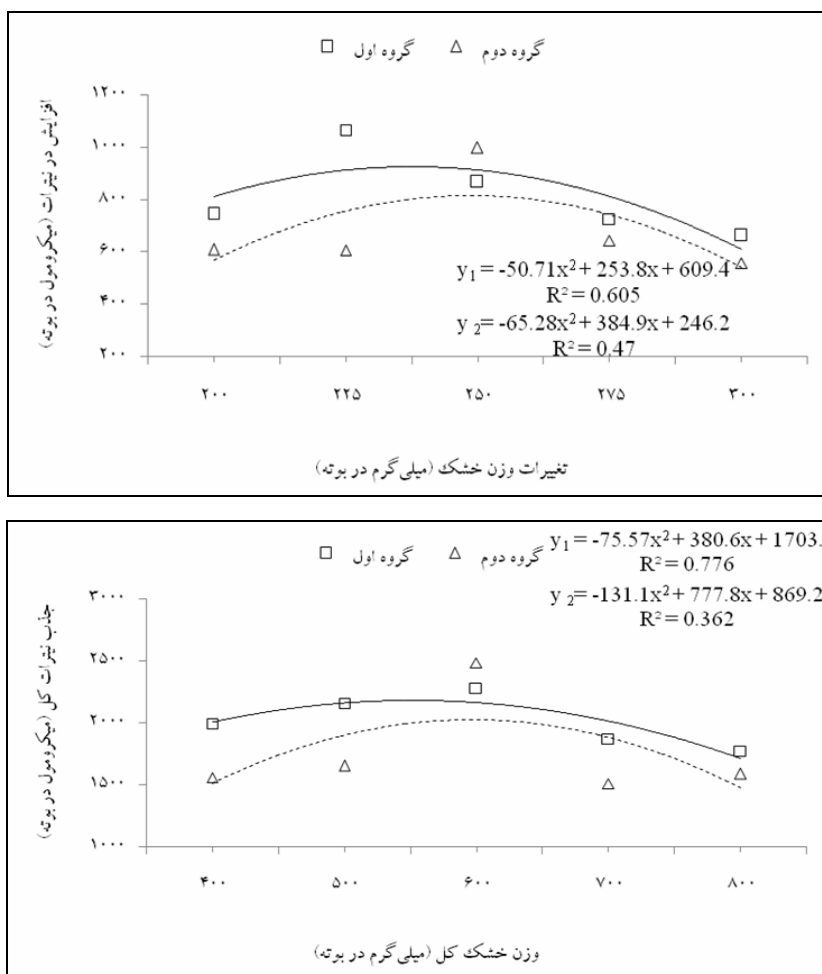 گروه اول گروه دوم
افزایش در نیترات (میکرومول در بوته)
۱۲۰۰
۱۰۰۰
۸۰۰
۶۰۰
۴۰۰
۲۰۰
y1 = -50.71x2 + 253.8x + 609.4
R² = 0.605
y 2= -65.28x2 + 384.9x + 246.2
R² = 0.47
۲۰۰ ۲۲۵ ۲۵۰ ۲۷۵ ۳۰۰
تغییرات وزن خشک (میلی‌گرم در بوته)
گروه اول گروه دوم
y1 = -75.57x2 + 380.6x + 1703.
R² = 0.776
y 2= -131.1x2 + 777.8x + 869.2
R² = 0.362
جذب نیترات کل (میکرومول در بوته)
۳۰۰۰
۲۵۰۰
۲۰۰۰
۱۵۰۰
۱۰۰۰
۴۰۰ ۵۰۰ ۶۰۰ ۷۰۰ ۸۰۰
وزن خشک کل (میلی‌گرم در بوته)